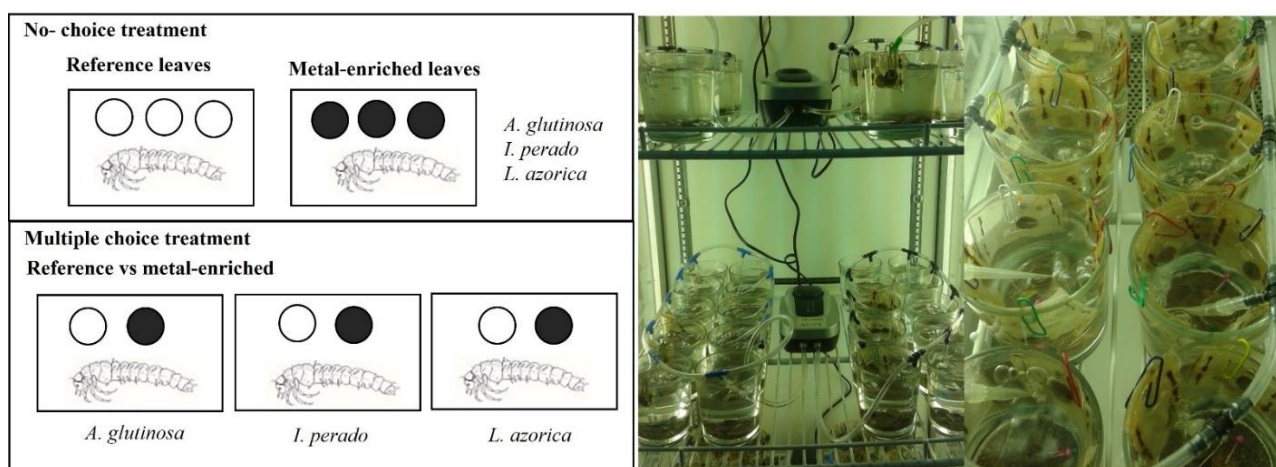 No- choice treatment
Reference leaves
Metal-enriched leaves
A. glutinosa
I. perado
L. azorica
Multiple choice treatment
Reference vs metal-enriched
A. glutinosa
I. perado
L. azorica